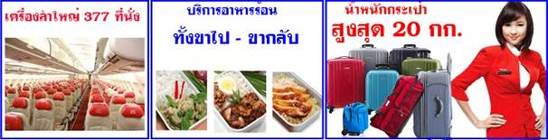 เครื่องลำใหญ่ 377 ที่นั่ง
บริการอาหารร้อน
ทั้งขาไป - ขากลับ
น้ำหนักกระเป๋า
สูงสุด 20 กก.